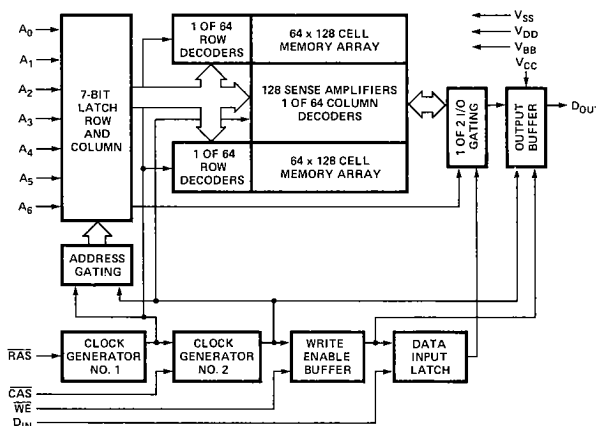 A0
A1
A2
A3
A4
A5
A6
7-BIT
LATCH
ROW
AND
COLUMN
1 OF 64
ROW
DECODERS
64 x 128 CELL
MEMORY ARRAY
128 SENSE AMPLIFIERS
1 OF 64 COLUMN
DECODERS
1 OF 64
ROW
DECODERS
64 x 128 CELL
MEMORY ARRAY
1 OF 2 I/O
GATING
OUTPUT
BUFFER
VSS
VDD
VBB
VCC
DOUT
ADDRESS
GATING
RAS
CLOCK
GENERATOR
NO. 1
CLOCK
GENERATOR
NO. 2
WRITE
ENABLE
BUFFER
DATA
INPUT
LATCH
CAS
WE
DIN